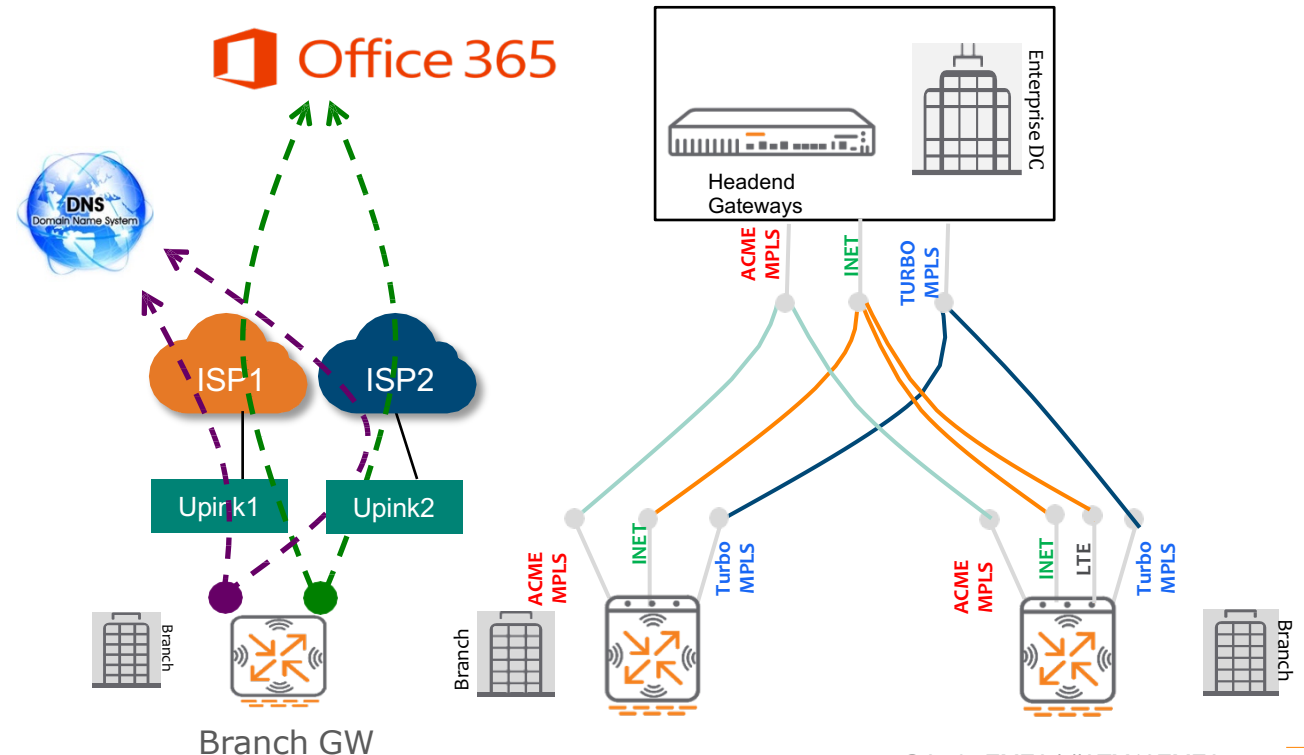 Office 365
DNS
Domain Name System
ISP1
ISP2
Upink1
Upink2
Branch
Branch GW
Enterprise DC
Headend
Gateways
ACME
MPLS
INET
TURBO
MPLS
ACME
MPLS
INET
Turbo
MPLS
Branch
ACME
MPLS
INET
LTE
Turbo
MPLS
Branch